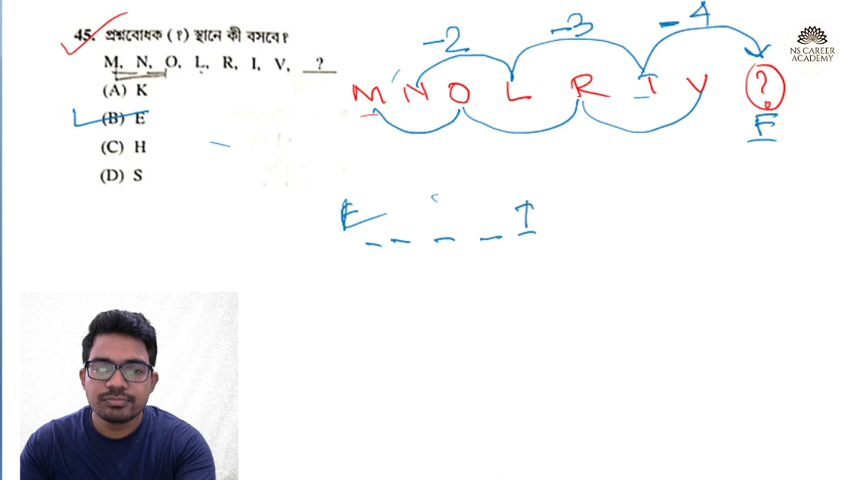 45. প্রশ্নবোধক (?) স্থানে কী বসবে?
M, N, O, L, R, I, V, ?
(A) K
(B) E
(C) H
(D) S
-2 -3 -4
M N O L R I V ?
E
E I
NS CAREER
ACADEMY